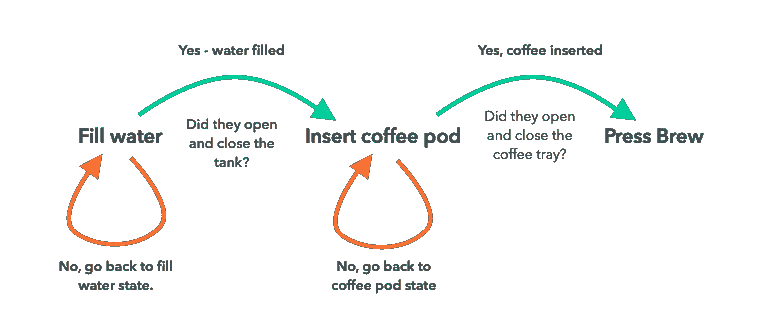 Yes - water filled
Yes, coffee inserted
Did they open
and close the
tank?
Did they open
and close the
coffee tray?
Fill water
Insert coffee pod
Press Brew
No, go back to fill
water state.
No, go back to
coffee pod state